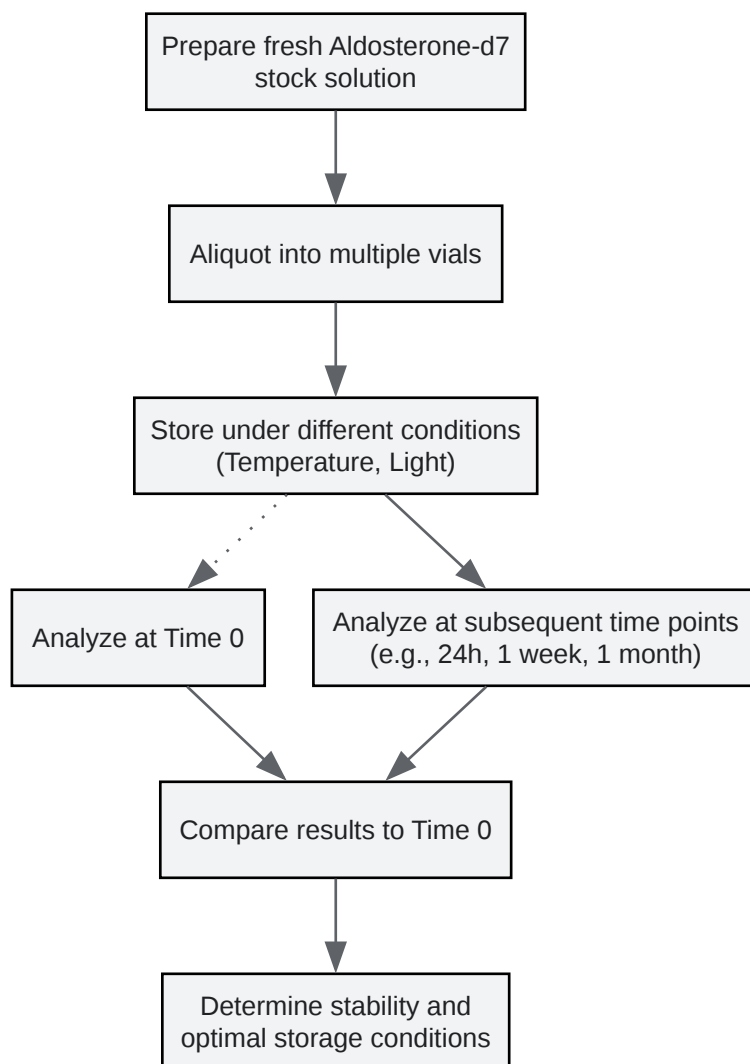 Prepare fresh Aldosterone-d7
stock solution
Aliquot into multiple vials
Store under different conditions
(Temperature, Light)
Analyze at Time 0
Analyze at subsequent time points
(e.g., 24h, 1 week, 1 month)
Compare results to Time 0
Determine stability and
optimal storage conditions